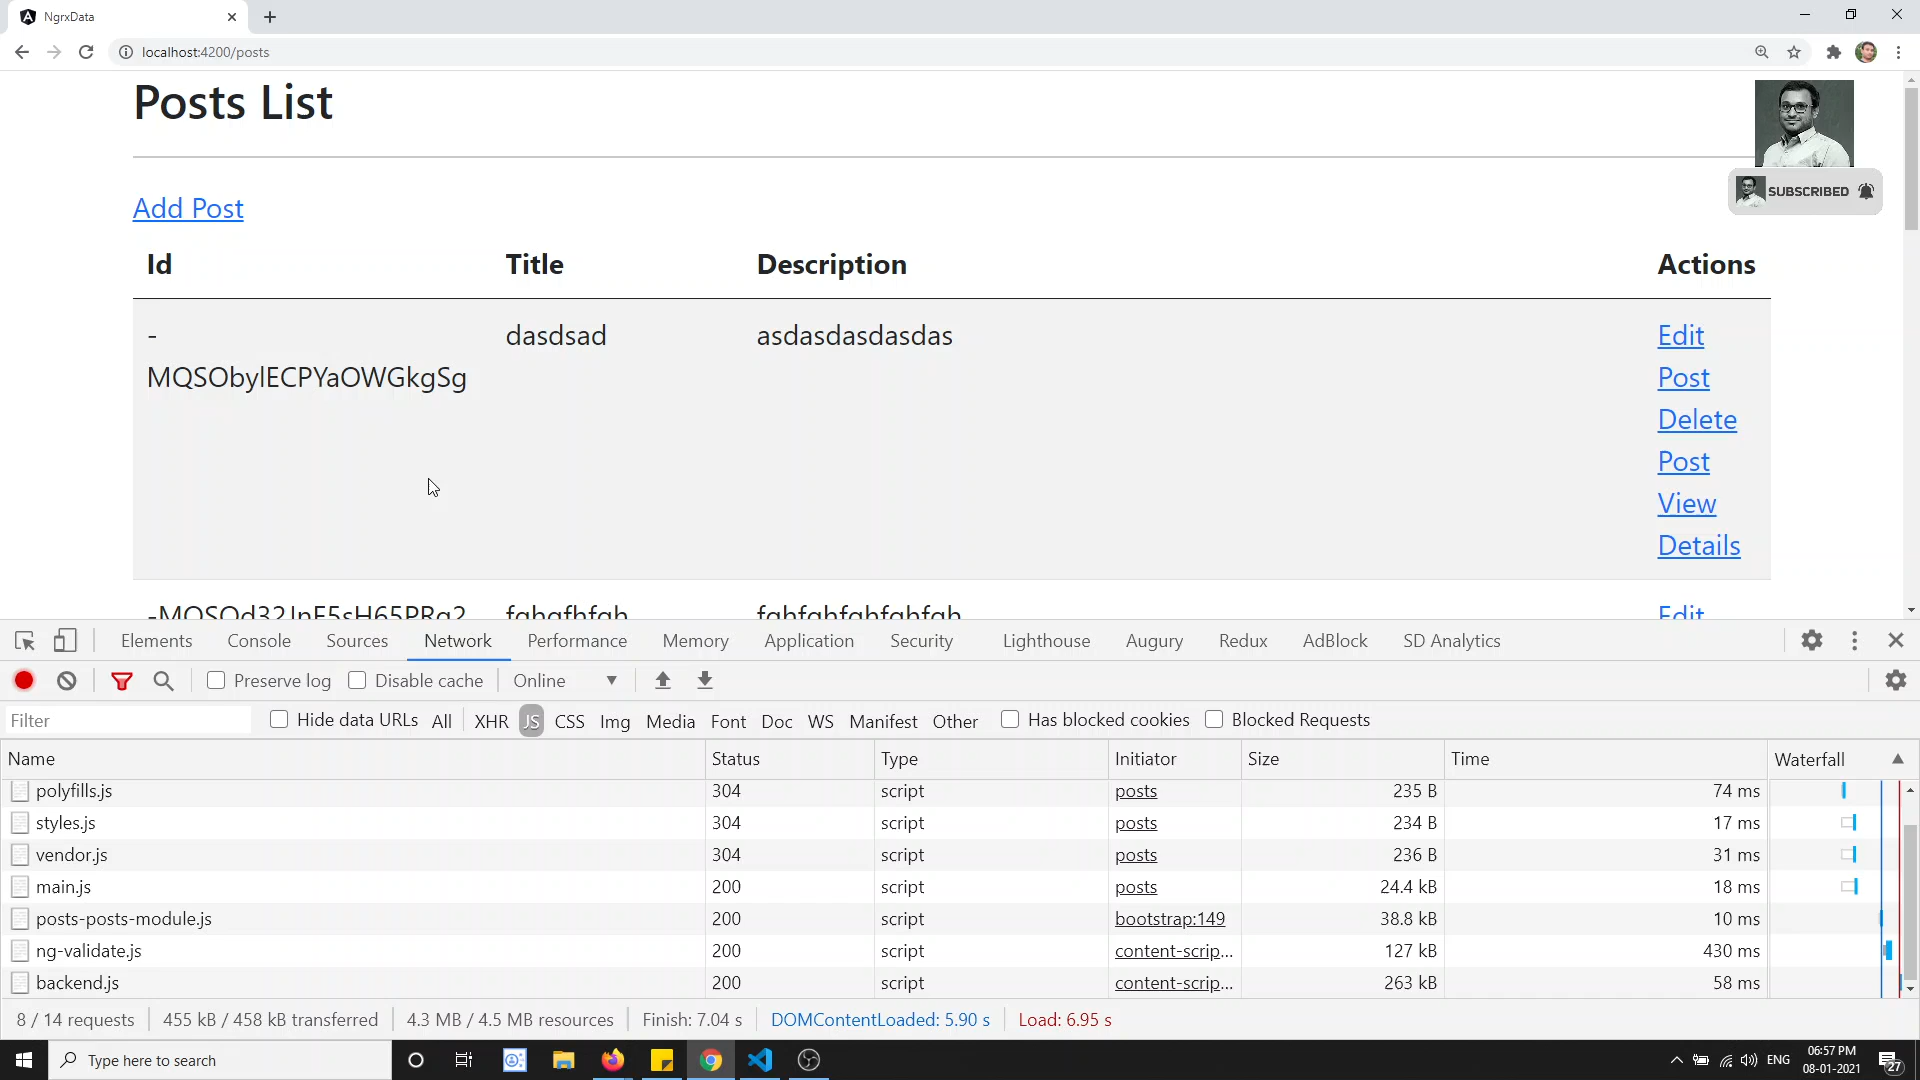 NgrxData
localhost:4200/posts
Posts List
SUBSCRIBED
Add Post
Id Title Description Actions
- dasdsad asdasdasdasdas Edit
MQSObylECPYaOWGkgSg Post
Delete
Post
View
Details
-MQSOd32JnF5sH65PRg2 fghgfhfgh fghfghfghfghfgh Edit
Elements Console Sources Network Performance Memory Application Security Lighthouse Augury Redux AdBlock SD Analytics
Preserve log Disable cache Online
Filter Hide data URLs All XHR JS CSS Img Media Font Doc WS Manifest Other Has blocked cookies Blocked Requests
Name Status Type Initiator Size Time Waterfall
polyfills.js 304 script posts 235 B 74 ms
styles.js 304 script posts 234 B 17 ms
vendor.js 304 script posts 236 B 31 ms
main.js 200 script posts 24.4 kB 18 ms
posts-posts-module.js 200 script bootstrap:149 38.8 kB 10 ms
ng-validate.js 200 script content-scrip... 127 kB 430 ms
backend.js 200 script content-scrip... 263 kB 58 ms
8 / 14 requests 455 kB / 458 kB transferred 4.3 MB / 4.5 MB resources Finish: 7.04 s DOMContentLoaded: 5.90 s Load: 6.95 s
Type here to search ENG 06:57 PM
08-01-2021 27